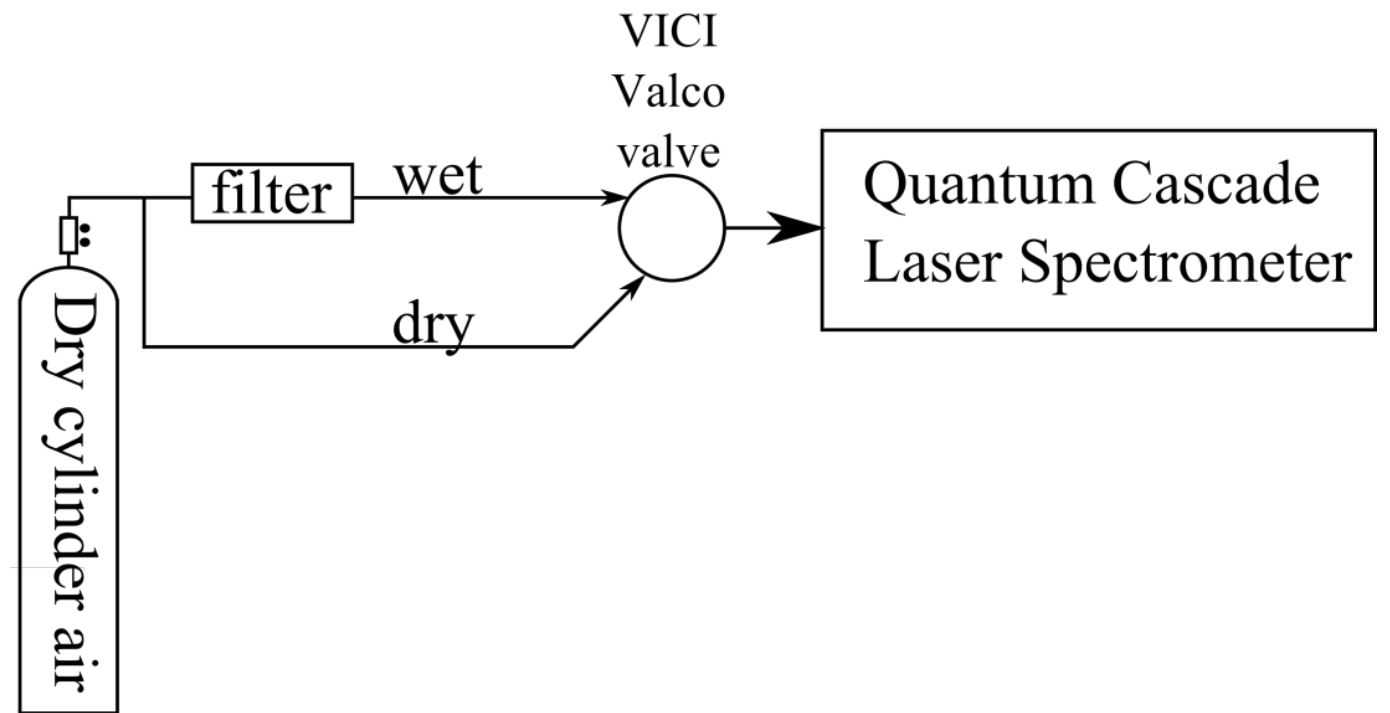 VICI
Valco
valve
filter
wet
dry
Quantum Cascade
Laser Spectrometer
Dry cylinder air